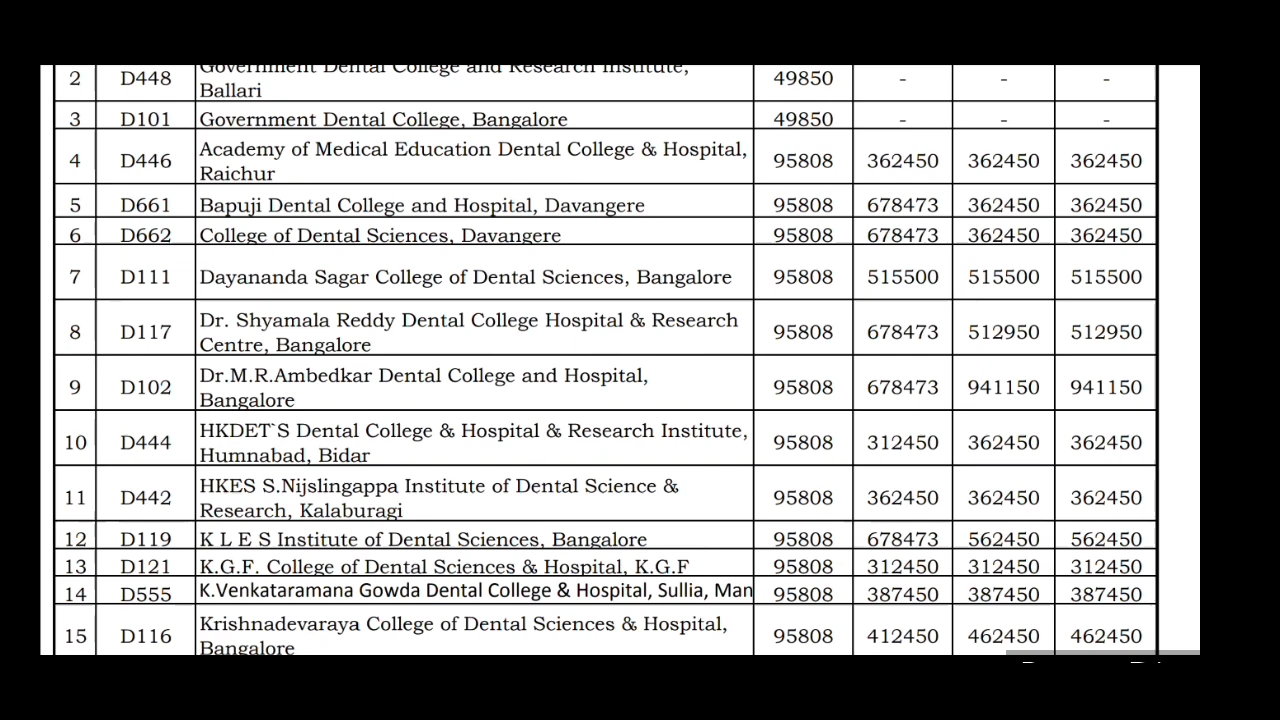 2 D448 Government Dental College and Research Institute, Ballari 49850 - - -
3 D101 Government Dental College, Bangalore 49850 - - -
4 D446 Academy of Medical Education Dental College & Hospital, Raichur 95808 362450 362450 362450
5 D661 Bapuji Dental College and Hospital, Davangere 95808 678473 362450 362450
6 D662 College of Dental Sciences, Davangere 95808 678473 362450 362450
7 D111 Dayananda Sagar College of Dental Sciences, Bangalore 95808 515500 515500 515500
8 D117 Dr. Shyamala Reddy Dental College Hospital & Research Centre, Bangalore 95808 678473 512950 512950
9 D102 Dr.M.R.Ambedkar Dental College and Hospital, Bangalore 95808 678473 941150 941150
10 D444 HKDET`S Dental College & Hospital & Research Institute, Humnabad, Bidar 95808 312450 362450 362450
11 D442 HKES S.Nijslingappa Institute of Dental Science & Research, Kalaburagi 95808 362450 362450 362450
12 D119 K L E S Institute of Dental Sciences, Bangalore 95808 678473 562450 562450
13 D121 K.G.F. College of Dental Sciences & Hospital, K.G.F 95808 312450 312450 312450
14 D555 K.Venkataramana Gowda Dental College & Hospital, Sullia, Man 95808 387450 387450 387450
15 D116 Krishnadevaraya College of Dental Sciences & Hospital, Bangalore 95808 412450 462450 462450